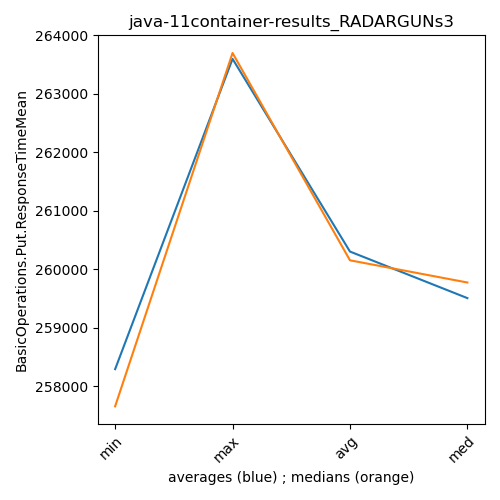 java-11container-results_RADARGUNs3
BasicOperations.Put.ResponseTimeMean
264000
263000
262000
261000
260000
259000
258000
min
max
avg
med
averages (blue) ; medians (orange)